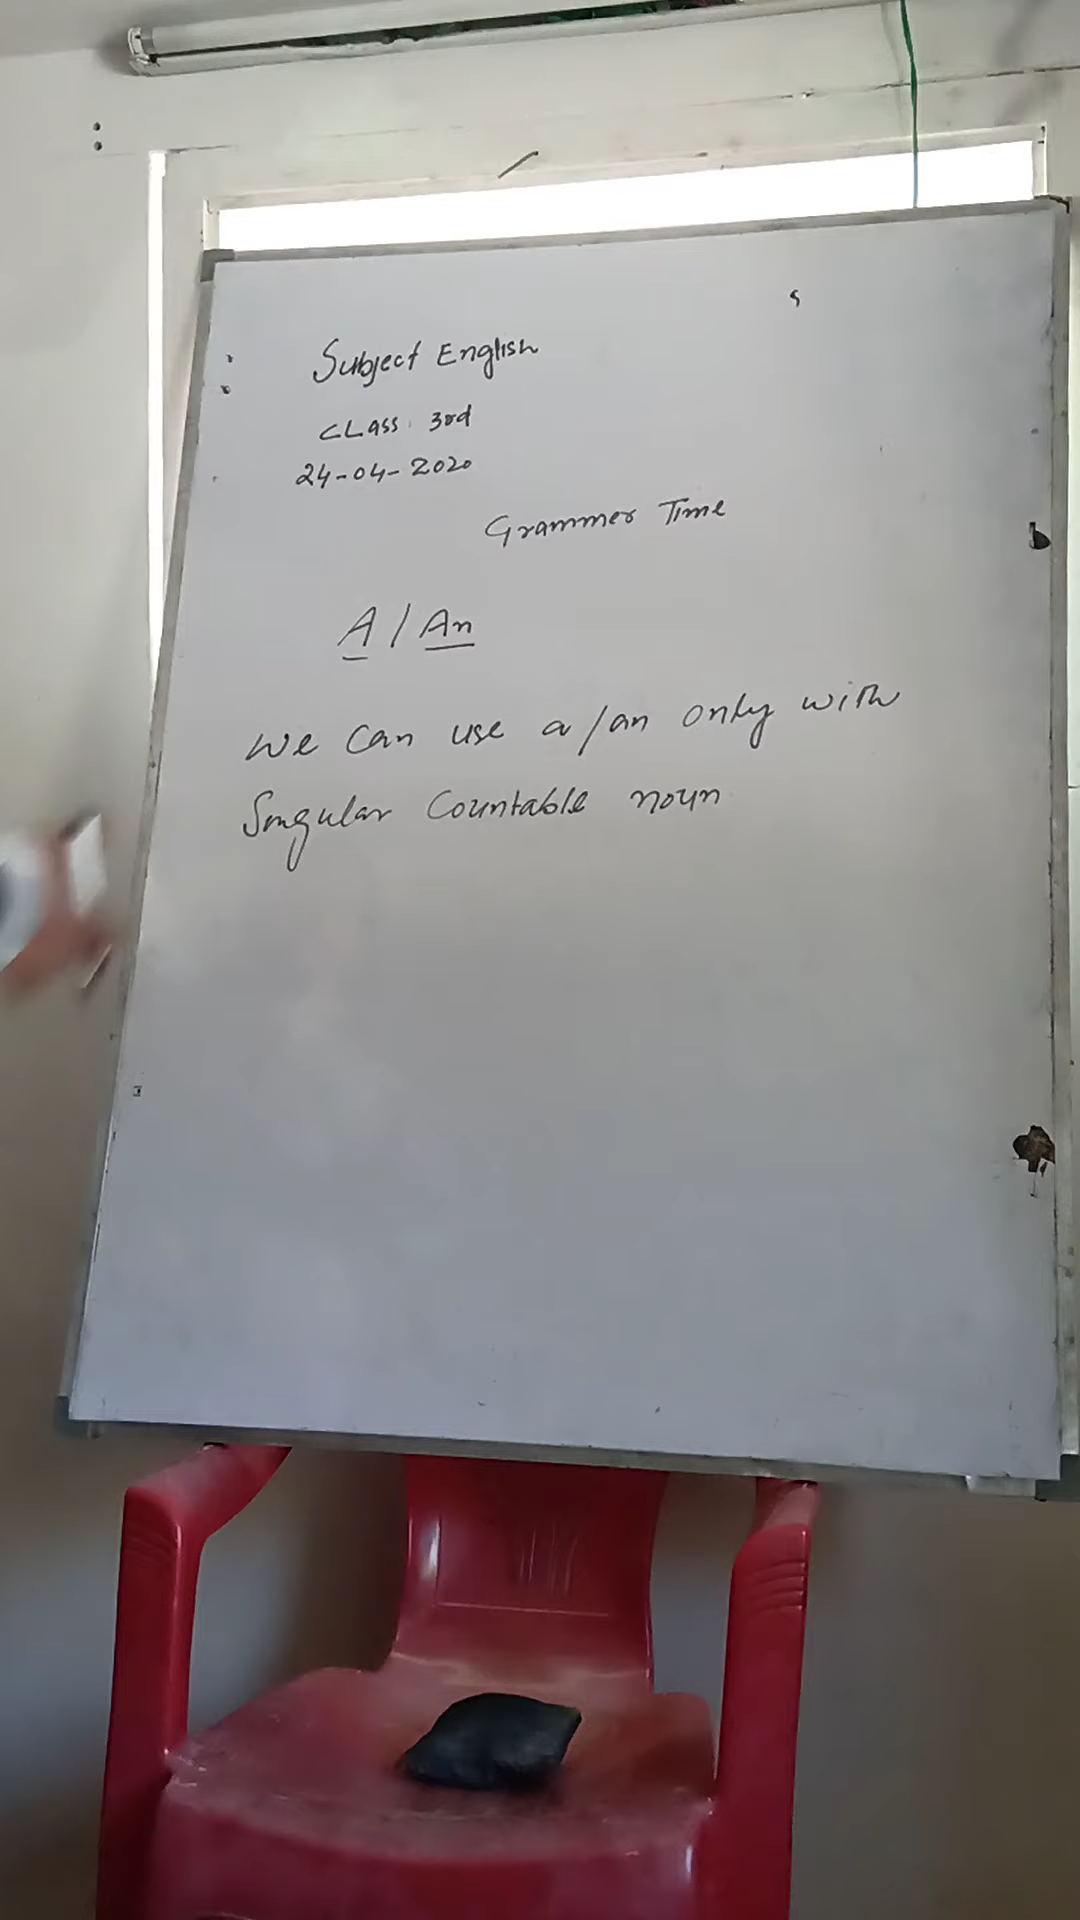 Subject English
CLass. 3rd
24-04-2020
Grammer Time
A / An
We can use a/an only with
Singular Countable noun